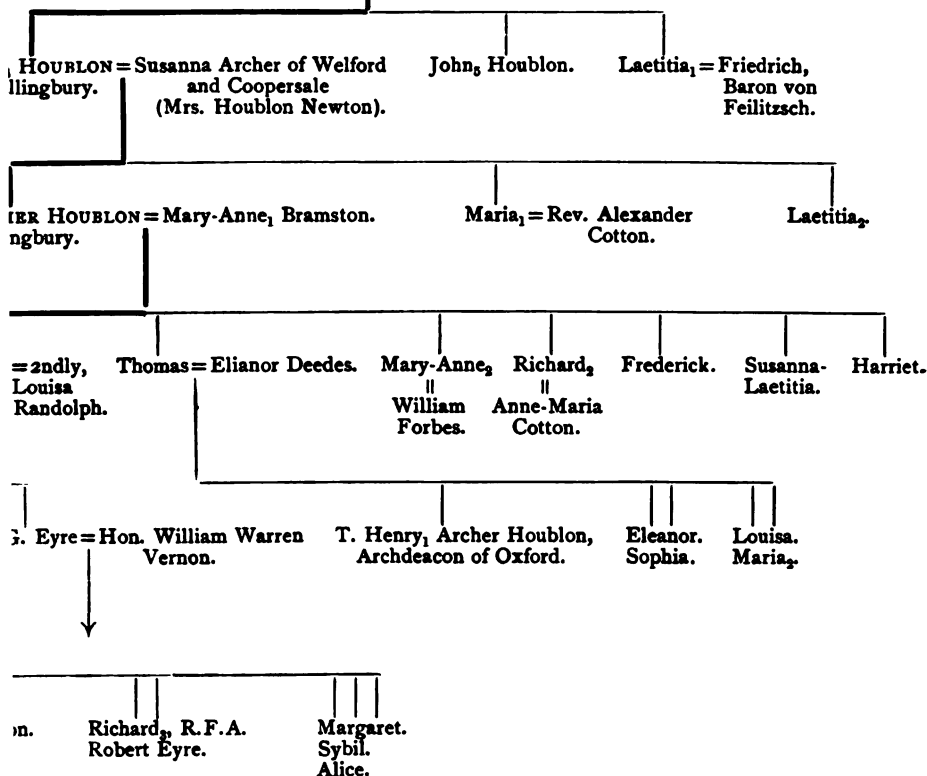 HOUBLON = Susanna Archer of Welford John₅ Houblon. Laetitia₁ = Friedrich,
llingbury. and Coopersale Baron von
(Mrs. Houblon Newton). Feilitzsch.
HER HOUBLON = Mary-Anne₁ Bramston. Maria₁ = Rev. Alexander Laetitia₂.
ngbury. Cotton.
= 2ndly, Thomas = Elianor Deedes. Mary-Anne₂ Richard₂ Frederick. Susanna- Harriet.
Louisa || || Laetitia.
Randolph. William Anne-Maria
Forbes. Cotton.
G. Eyre = Hon. William Warren T. Henry₁ Archer Houblon, Eleanor. Louisa.
Vernon. Archdeacon of Oxford. Sophia. Maria₂.
on. Richard₃, R.F.A. Margaret.
Robert Eyre. Sybil.
Alice.